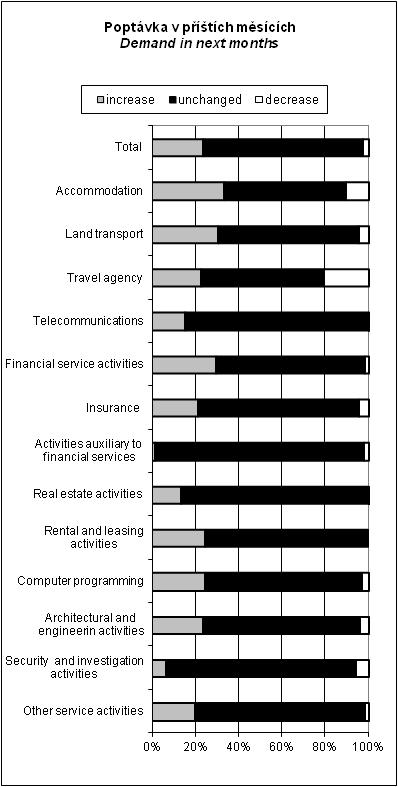 Poptávka v příštích měsících
Demand in next months
increase unchanged decrease
Total
Accommodation
Land transport
Travel agency
Telecommunications
Financial service activities
Insurance
Activities auxiliary to
financial services
Real estate activities
Rental and leasing
activities
Computer programming
Architectural and
engineerin activities
Security and investigation
activities
Other service activities
0% 20% 40% 60% 80% 100%